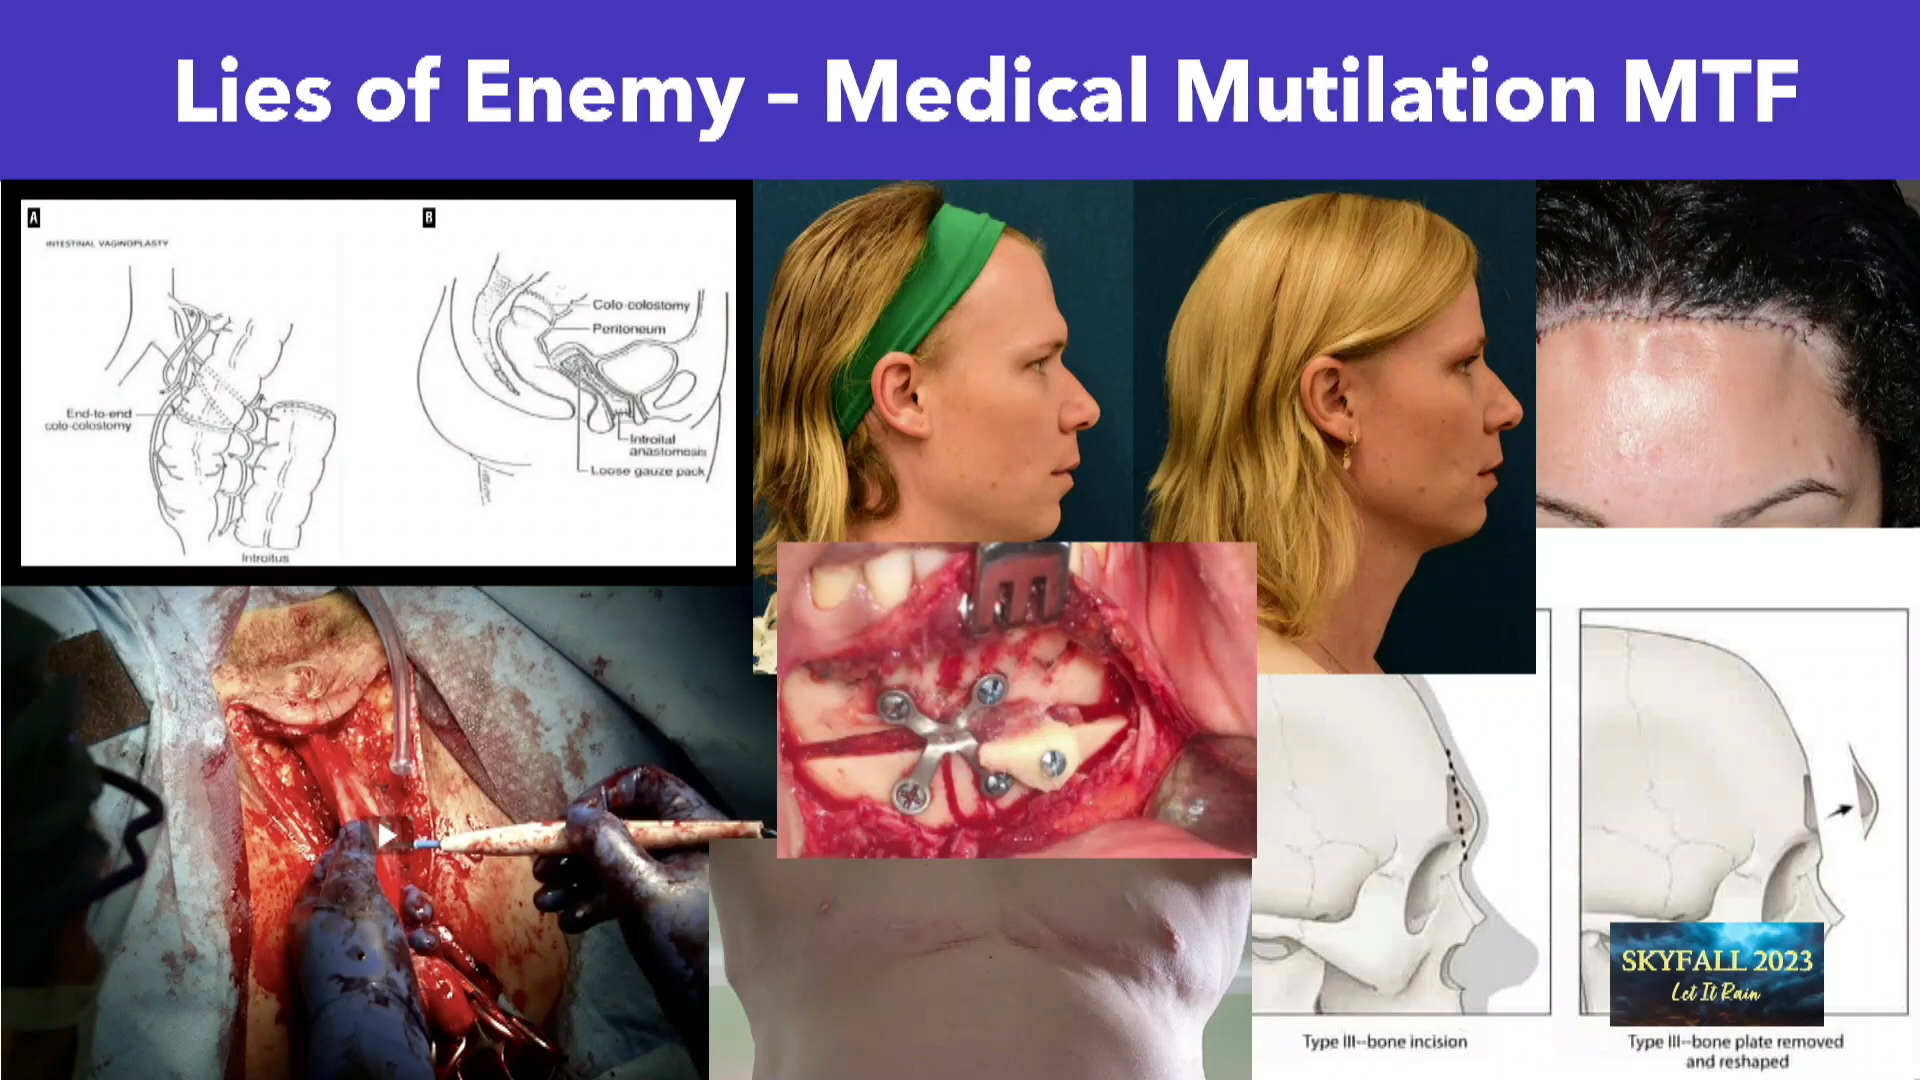 Lies of Enemy – Medical Mutilation MTF
A
B
INTESTINAL VAGINOPLASTY
Colo-colostomy
Peritoneum
End-to-end
colo-colostomy
Introital
anastomosis
Loose gauze pack
Introitus
SKYFALL 2023
Let It Rain
Type III--bone incision
Type III--bone plate removed
and reshaped